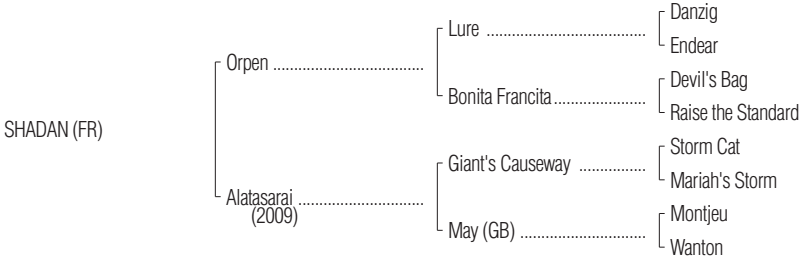 Danzig
Lure ................................
Endear
Orpen ..............................
Devil's Bag
Bonita Francita ..................
Raise the Standard
SHADAN (FR)
Storm Cat
Giant's Causeway .............
Mariah's Storm
Alatasarai .........................
(2009)
Montjeu
May (GB) .........................
Wanton